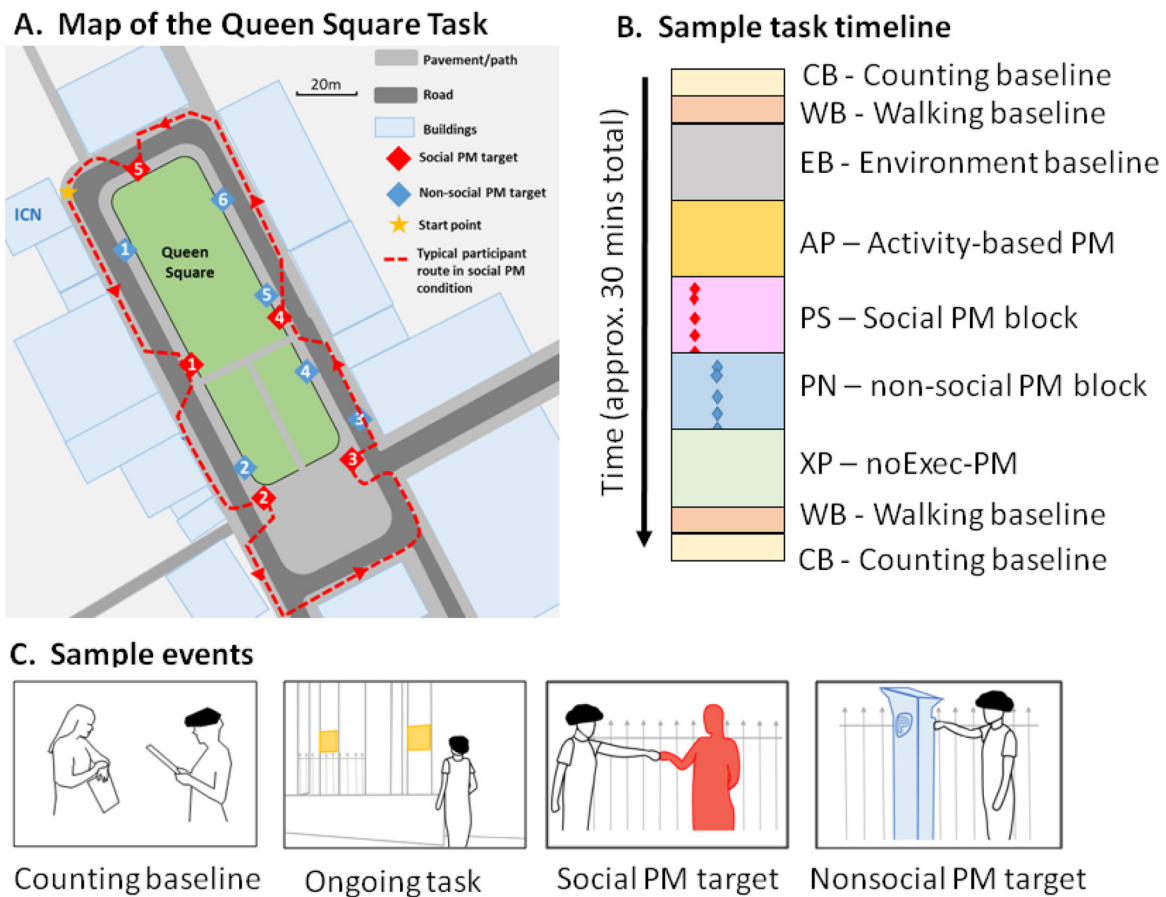 A. Map of the Queen Square Task
20m
Pavement/path
Road
Buildings
Social PM target
Non-social PM target
Start point
Typical participant
route in social PM
condition
ICN
Queen
Square
5
6
1
5
4
1
4
3
3
2
2
B. Sample task timeline
Time (approx. 30 mins total)
CB - Counting baseline
WB - Walking baseline
EB - Environment baseline
AP – Activity-based PM
PS – Social PM block
PN – non-social PM block
XP – noExec-PM
WB - Walking baseline
CB - Counting baseline
C. Sample events
P
Counting baseline
Ongoing task
Social PM target
Nonsocial PM target